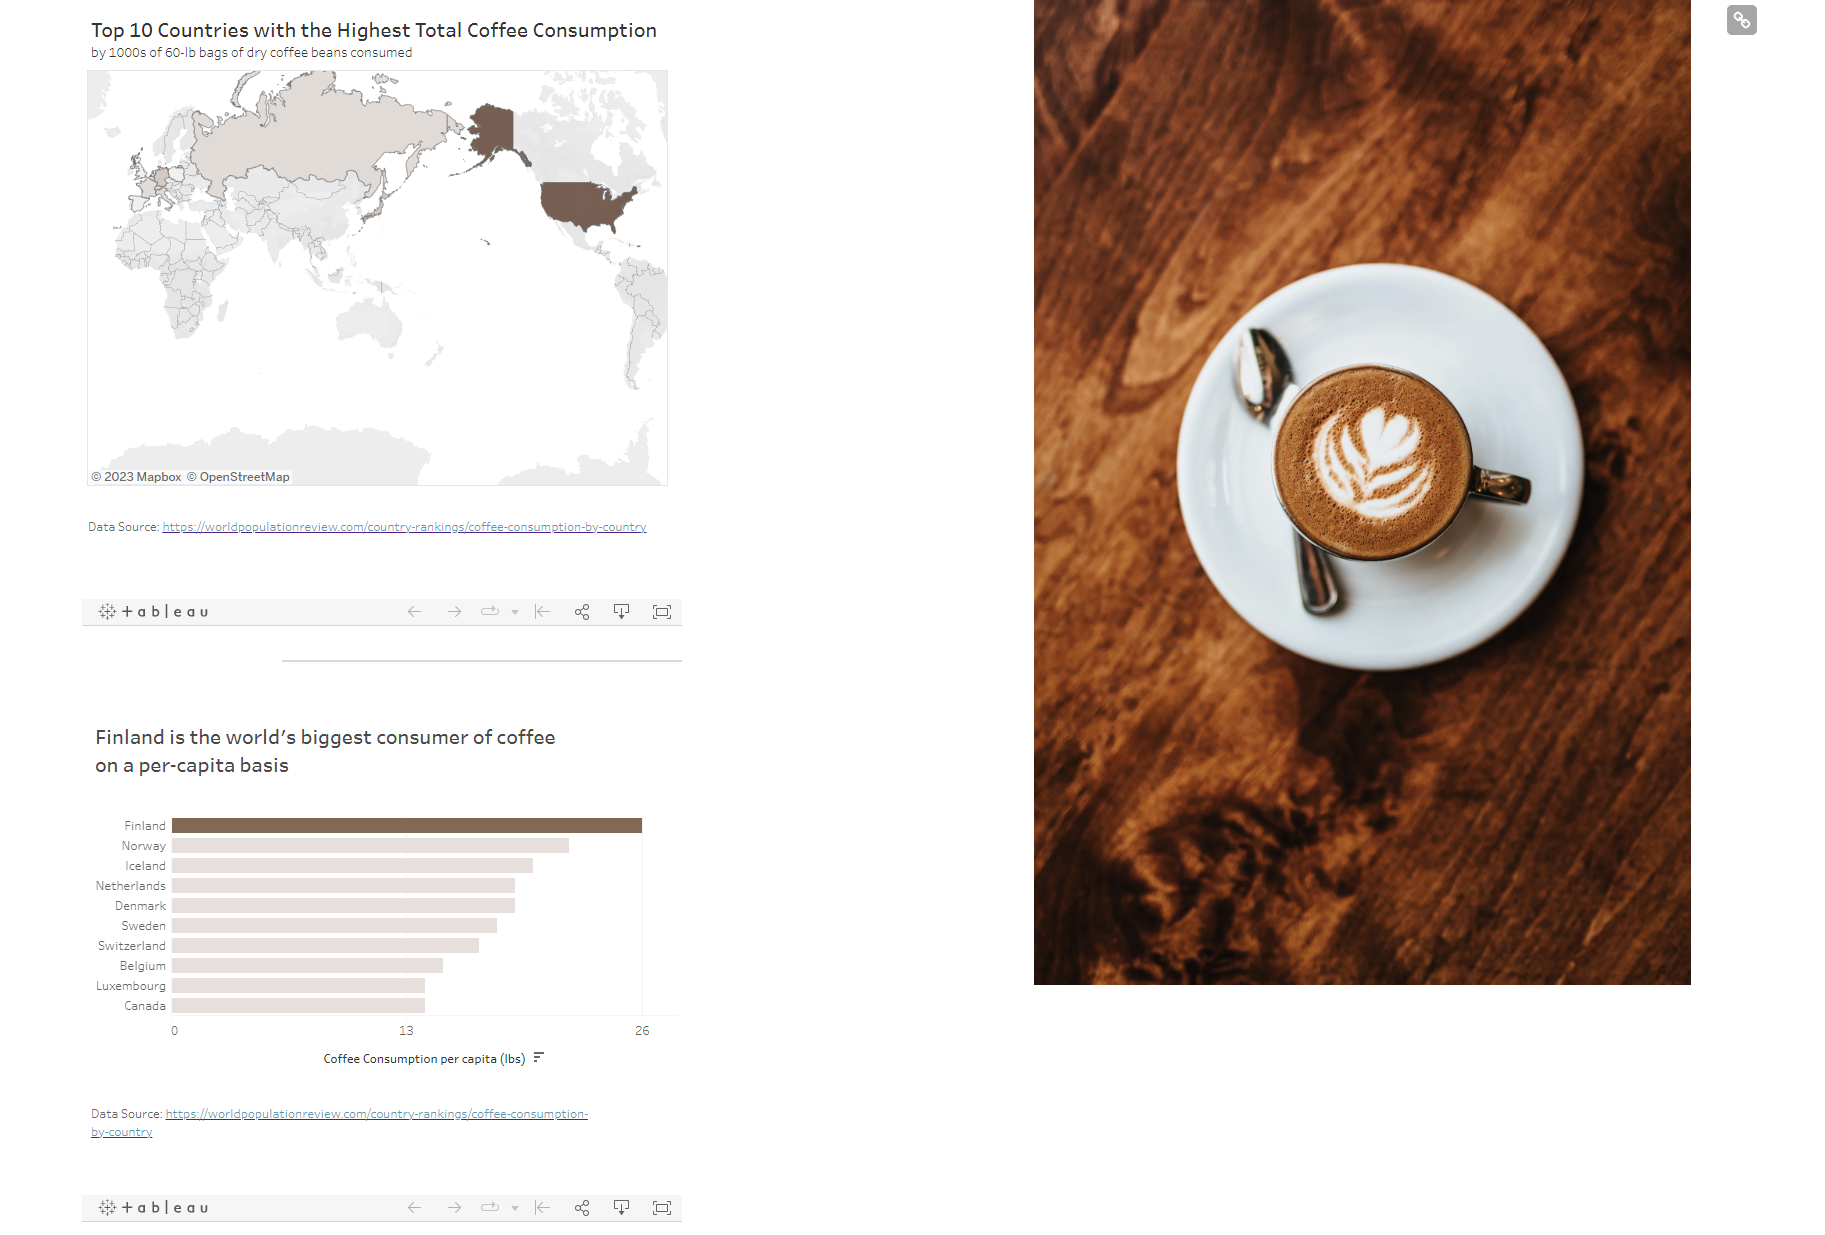 Top 10 Countries with the Highest Total Coffee Consumption
by 1000s of 60-lb bags of dry coffee beans consumed
© 2023 Mapbox © OpenStreetMap
Data Source: https://worldpopulationreview.com/country-rankings/coffee-consumption-by-country
+ableau
Finland is the world's biggest consumer of coffee
on a per-capita basis
Finland
Norway
Iceland
Netherlands
Denmark
Sweden
Switzerland
Belgium
Luxembourg
Canada
0 13 26
Coffee Consumption per capita (lbs)
Data Source: https://worldpopulationreview.com/country-rankings/coffee-consumption-
by-country
+ableau